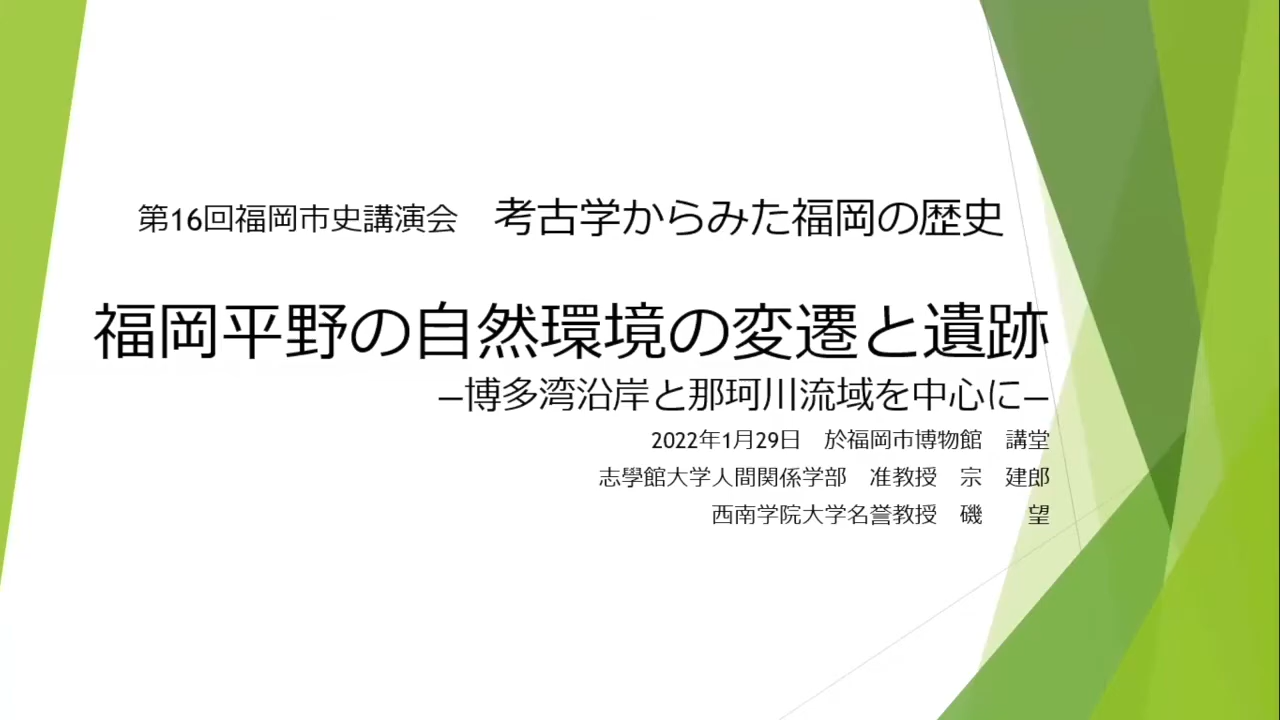 第16回福岡市史講演会　考古学からみた福岡の歴史
福岡平野の自然環境の変遷と遺跡
―博多湾沿岸と那珂川流域を中心に―
2022年1月29日　於福岡市博物館　講堂
志學館大学人間関係学部　准教授　宗　建郎
西南学院大学名誉教授　磯　　望